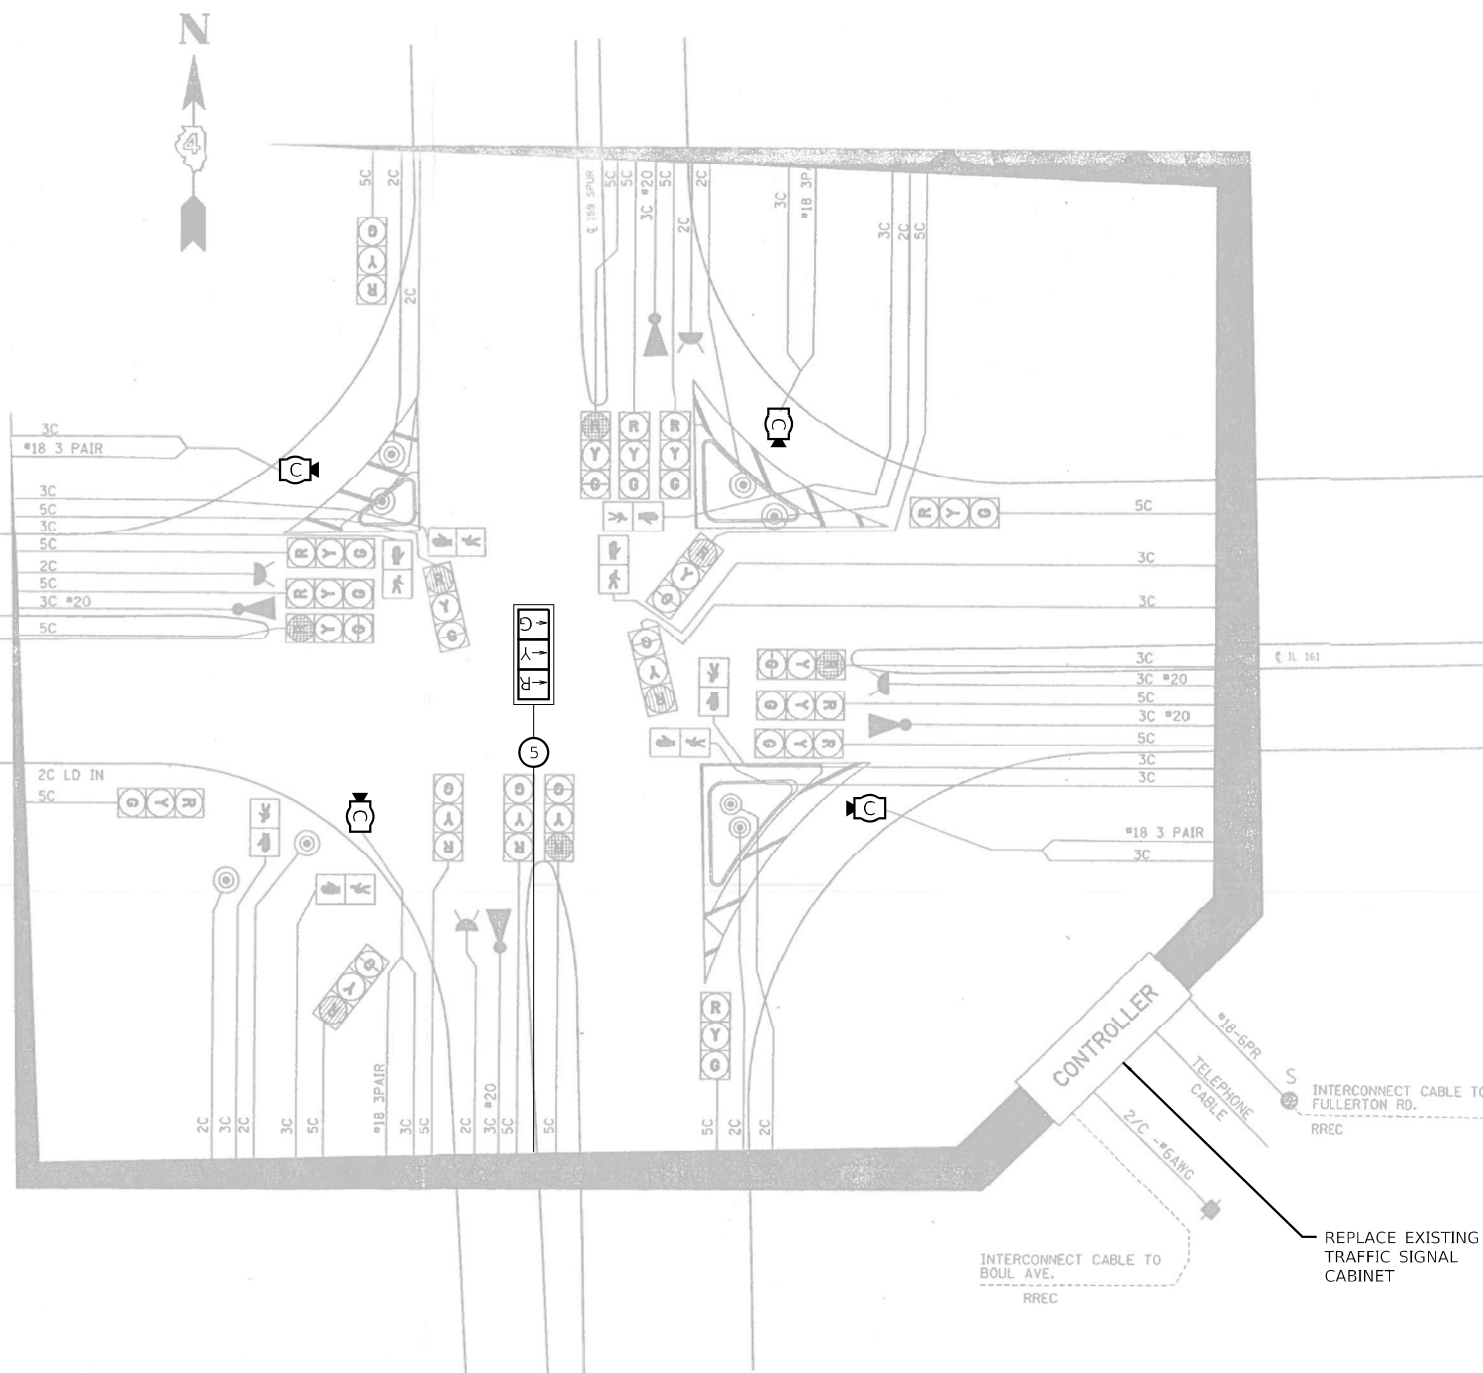 N
4
5C
2C
2C
℄ 159 SPUR
5C
5C
3C #20
5C
2C
2C
3C
#18 3P
3C
2C
5C
G
Y
R
R
Y
G
R
Y
G
R
Y
G
C
3C
#18 3 PAIR
C
3C
5C
3C
5C
2C
5C
3C #20
5C
R Y G
R Y G
R Y G
R
Y
G
R
Y
G
R Y G
5C
3C
3C
G
Y
R
G
Y
R
3C
3C #20
5C
3C #20
5C
3C
3C
G Y R
G Y R
G Y R
℄ IL 161
5
2C LD IN
5C
G Y R
C
G
Y
R
G
Y
R
G
Y
R
C
#18 3 PAIR
3C
G
Y
R
R
Y
G
2C
3C
2C
3C
5C
#18 3PAIR
3C
5C
2C
3C #20
5C
5C
5C
2C
2C
CONTROLLER
#18-6PR
TELEPHONE
CABLE
2/C -#6AWG
S
INTERCONNECT CABLE TO
FULLERTON RD.
RREC
INTERCONNECT CABLE TO
BOUL AVE.
RREC
REPLACE EXISTING
TRAFFIC SIGNAL
CABINET